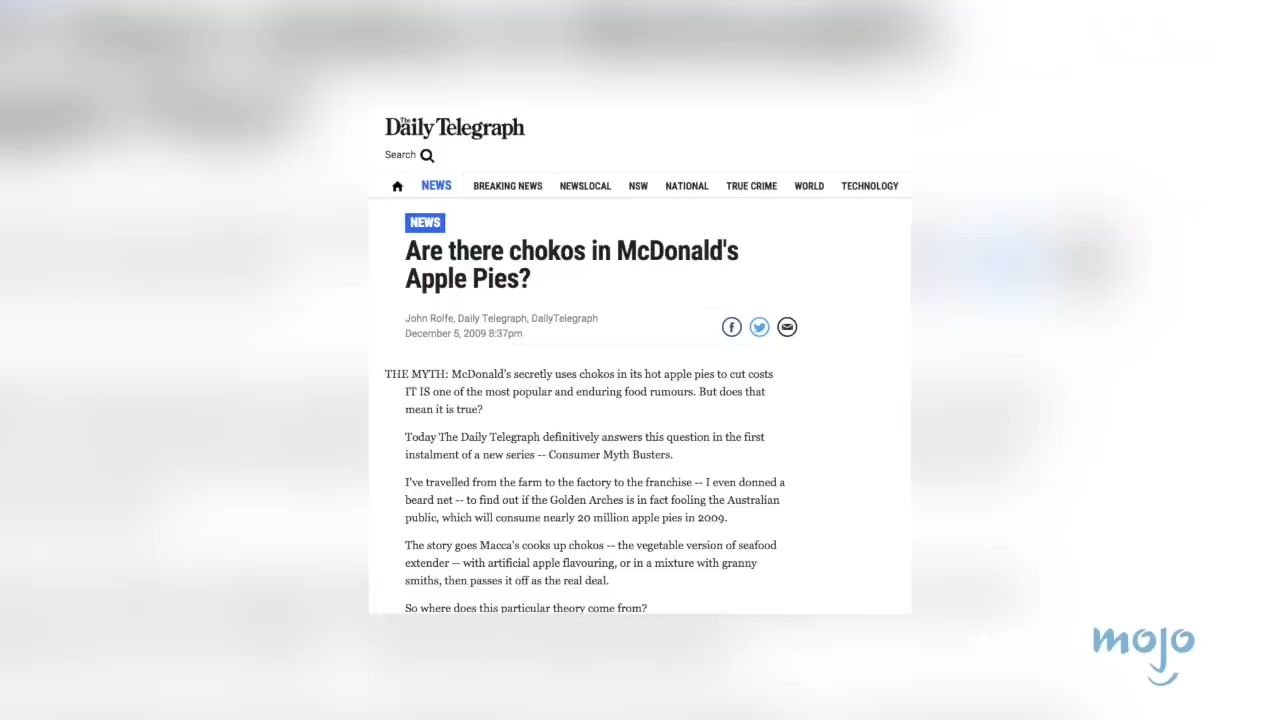 The Daily Telegraph
Search
NEWS BREAKING NEWS NEWSLOCAL NSW NATIONAL TRUE CRIME WORLD TECHNOLOGY
NEWS
Are there chokos in McDonald's
Apple Pies?
John Rolfe, Daily Telegraph, DailyTelegraph
December 5, 2009 8:37pm
THE MYTH: McDonald's secretly uses chokos in its hot apple pies to cut costs
IT IS one of the most popular and enduring food rumours. But does that
mean it is true?
Today The Daily Telegraph definitively answers this question in the first
instalment of a new series -- Consumer Myth Busters.
I've travelled from the farm to the factory to the franchise -- I even donned a
beard net -- to find out if the Golden Arches is in fact fooling the Australian
public, which will consume nearly 20 million apple pies in 2009.
The story goes Macca's cooks up chokos -- the vegetable version of seafood
extender -- with artificial apple flavouring, or in a mixture with granny
smiths, then passes it off as the real deal.
So where does this particular theory come from?
mojo